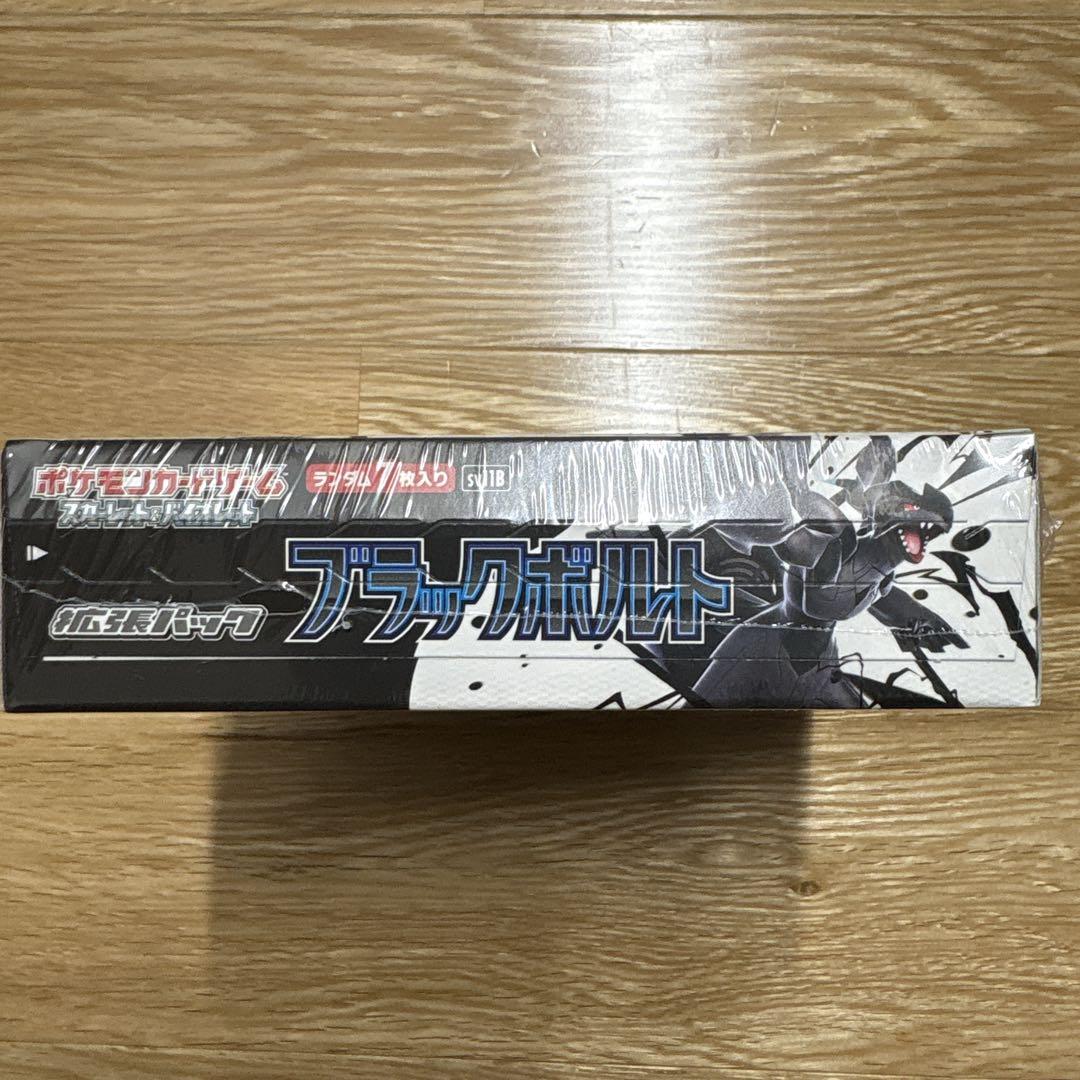 ポケモンカードゲーム
スカーレット&バイオレット
ランダム7枚入り
sv11B
拡張パック
ブラックボルト